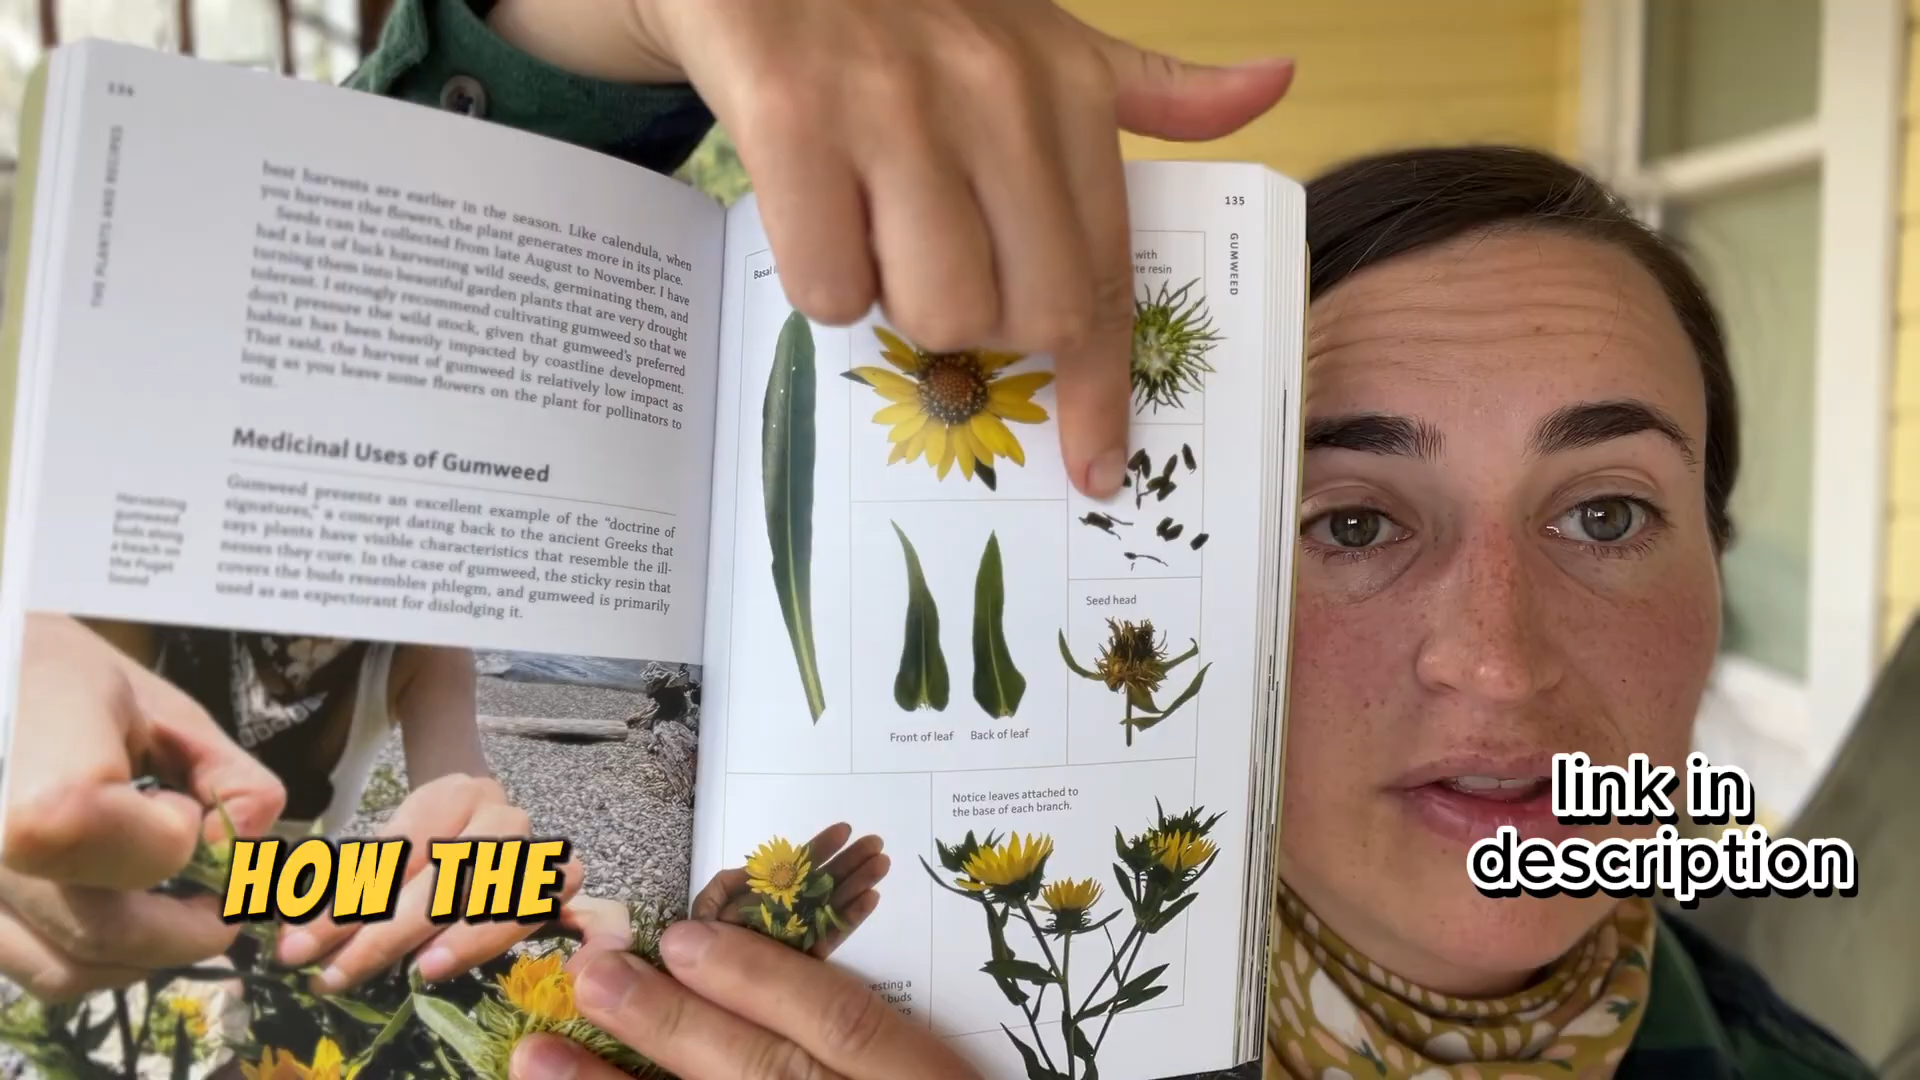 134
THE PLANTS AND RECIPES
best harvests are earlier in the season. Like calendula, when
you harvest the flowers, the plant generates more in its place.
Seeds can be collected from late August to November. I have
had a lot of luck harvesting wild seeds, germinating them, and
turning them into beautiful garden plants that are very drought
tolerant. I strongly recommend cultivating gumweed so that we
don't pressure the wild stock, given that gumweed's preferred
habitat has been heavily impacted by coastline development.
That said, the harvest of gumweed is relatively low impact as
long as you leave some flowers on the plant for pollinators to
visit.
Medicinal Uses of Gumweed
Gumweed presents an excellent example of the "doctrine of
signatures," a concept dating back to the ancient Greeks that
says plants have visible characteristics that resemble the ill-
nesses they cure. In the case of gumweed, the sticky resin that
covers the buds resembles phlegm, and gumweed is primarily
used as an expectorant for dislodging it.
Harvesting
gumweed
buds along
a beach on
the Puget
Sound
135
GUMWEED
Basal
with
resin
Seed head
Front of leaf
Back of leaf
Notice leaves attached to
the base of each branch.
buds
HOW THE
link in
description